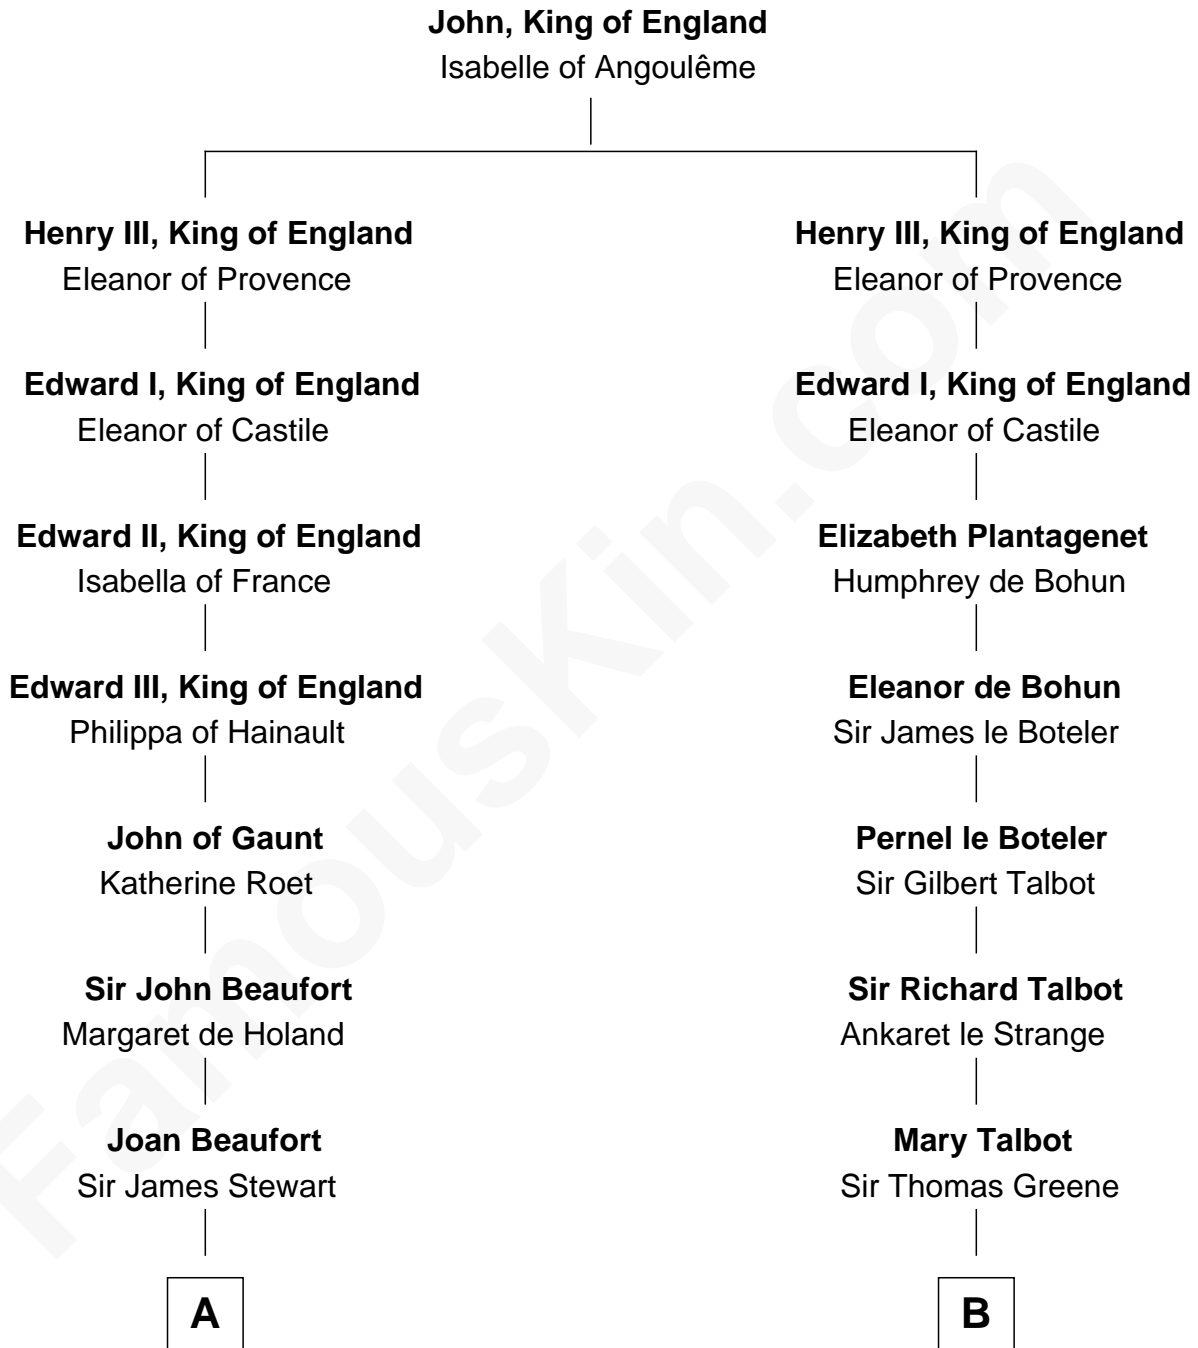 John, King of England
Isabelle of Angoulême
Henry III, King of England
Eleanor of Provence
Edward I, King of England
Eleanor of Castile
Edward II, King of England
Isabella of France
Edward III, King of England
Philippa of Hainault
John of Gaunt
Katherine Roet
Sir John Beaufort
Margaret de Holand
Joan Beaufort
Sir James Stewart
A
Henry III, King of England
Eleanor of Provence
Edward I, King of England
Eleanor of Castile
Elizabeth Plantagenet
Humphrey de Bohun
Eleanor de Bohun
Sir James le Boteler
Pernel le Boteler
Sir Gilbert Talbot
Sir Richard Talbot
Ankaret le Strange
Mary Talbot
Sir Thomas Greene
B
FamousKin.com